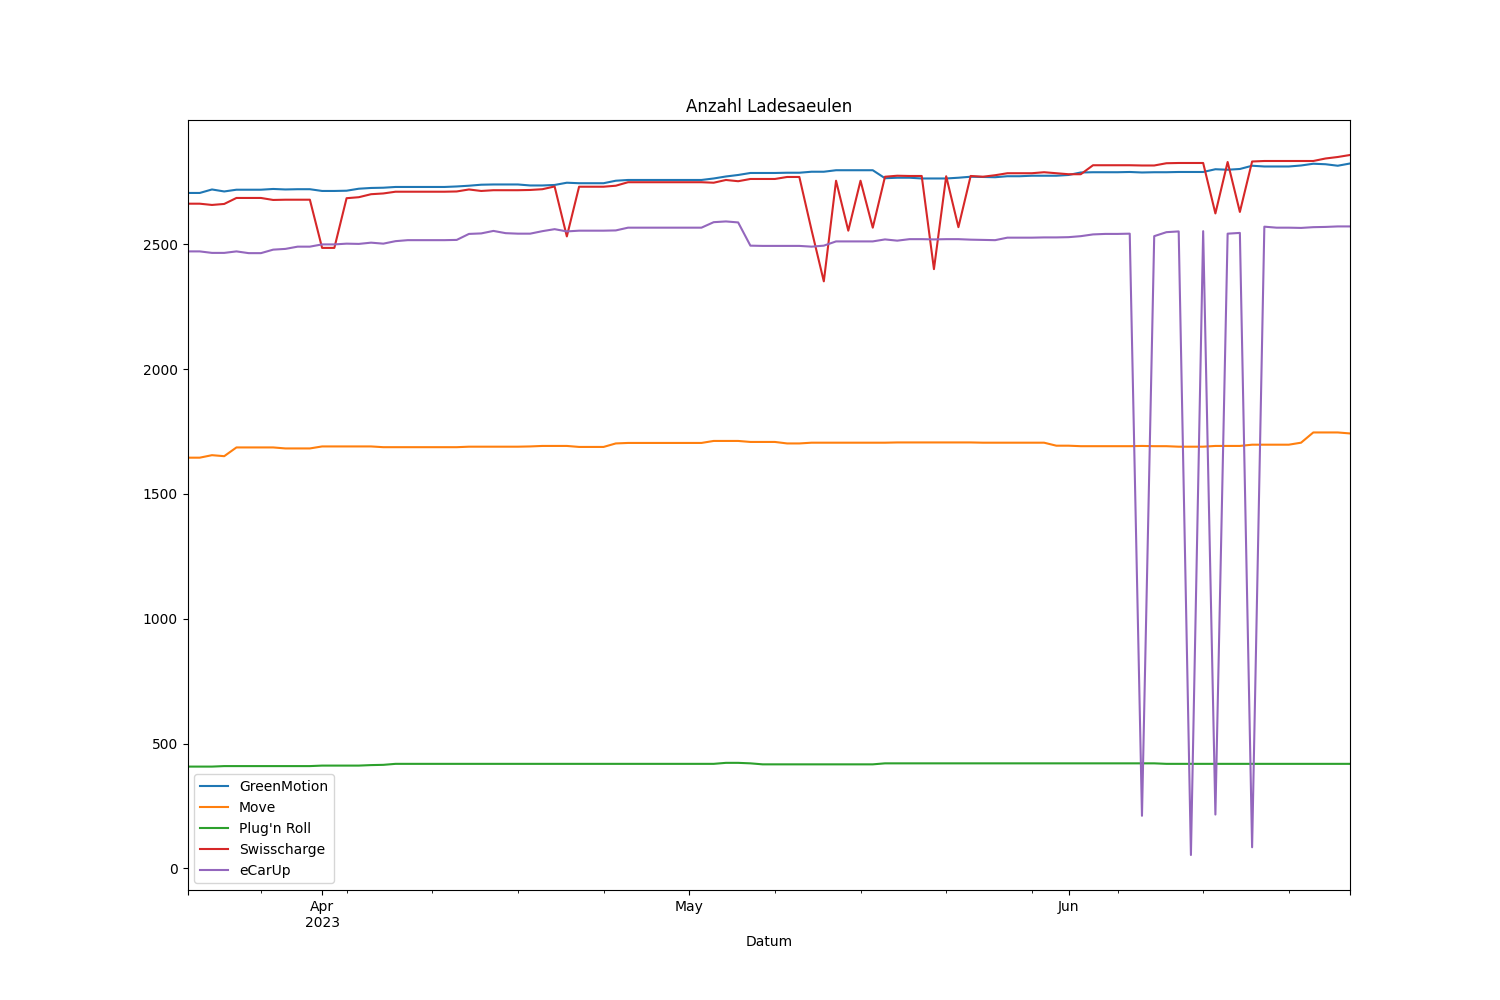 Anzahl Ladesaeulen
2500
2000
1500
1000
500
0
GreenMotion
Move
Plug'n Roll
Swisscharge
eCarUp
Apr
2023
May
Jun
Datum